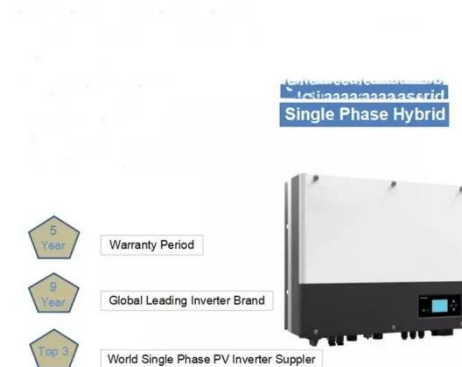 Single Phase Hybrid
5
Year
Warranty Period
9
Year
Global Leading Inverter Brand
Top 3
World Single Phase PV Inverter Suppler